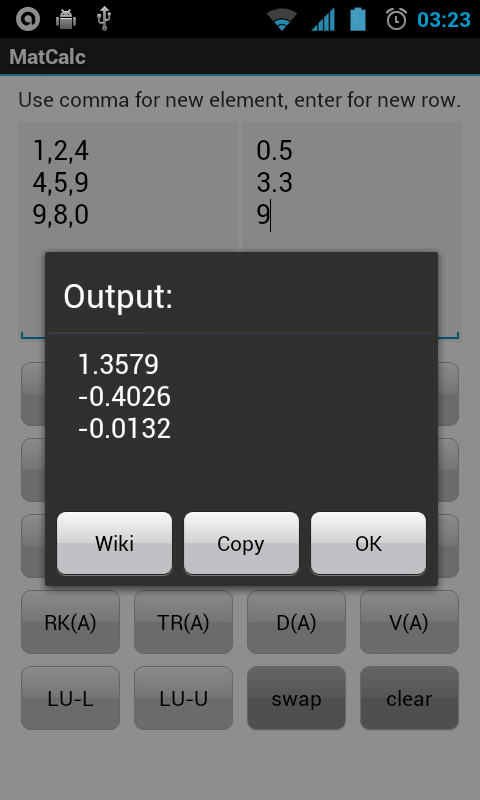 03:23
MatCalc
Use comma for new element, enter for new row.
1,2,4
4,5,9
9,8,0
0.5
3.3
9
Output:
1.3579
-0.4026
-0.0132
Wiki Copy OK
RK(A) TR(A) D(A) V(A)
LU-L LU-U swap clear